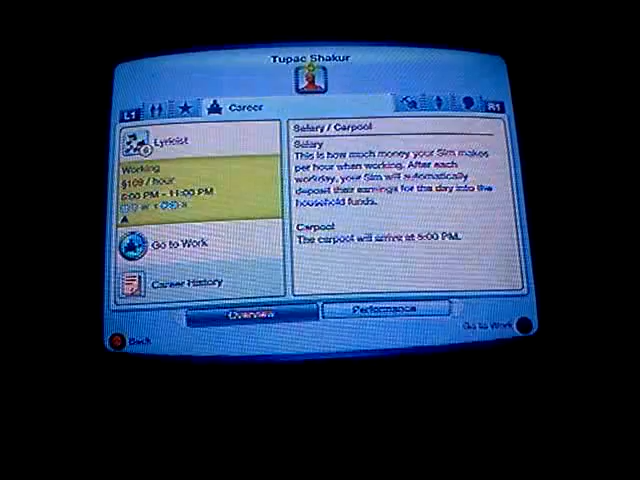 Tupac Shakur
L1
Career
R1
Lyricist
Working
§109 / hour
5:00 PM - 11:00 PM
Go to Work
Career History
Salary / Carpool
Salary
This is how much money your Sim makes
per hour when working. After each
workday, your Sim will automatically
deposit their earnings for the day into the
household funds.
Carpool
The carpool will arrive at 5:00 PM.
Overview
Performance
Back
Go to Work